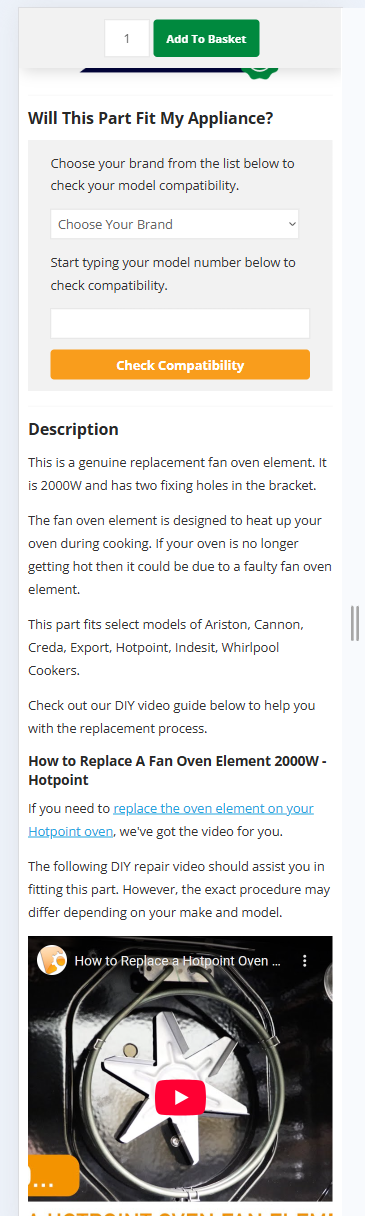 1
Add To Basket
Will This Part Fit My Appliance?
Choose your brand from the list below to
check your model compatibility.
Choose Your Brand
Start typing your model number below to
check compatibility.
Check Compatibility
Description
This is a genuine replacement fan oven element. It
is 2000W and has two fixing holes in the bracket.
The fan oven element is designed to heat up your
oven during cooking. If your oven is no longer
getting hot then it could be due to a faulty fan oven
element.
This part fits select models of Ariston, Cannon,
Creda, Export, Hotpoint, Indesit, Whirlpool
Cookers.
Check out our DIY video guide below to help you
with the replacement process.
How to Replace A Fan Oven Element 2000W -
Hotpoint
If you need to replace the oven element on your
Hotpoint oven, we've got the video for you.
The following DIY repair video should assist you in
fitting this part. However, the exact procedure may
differ depending on your make and model.
How to Replace a Hotpoint Oven ...